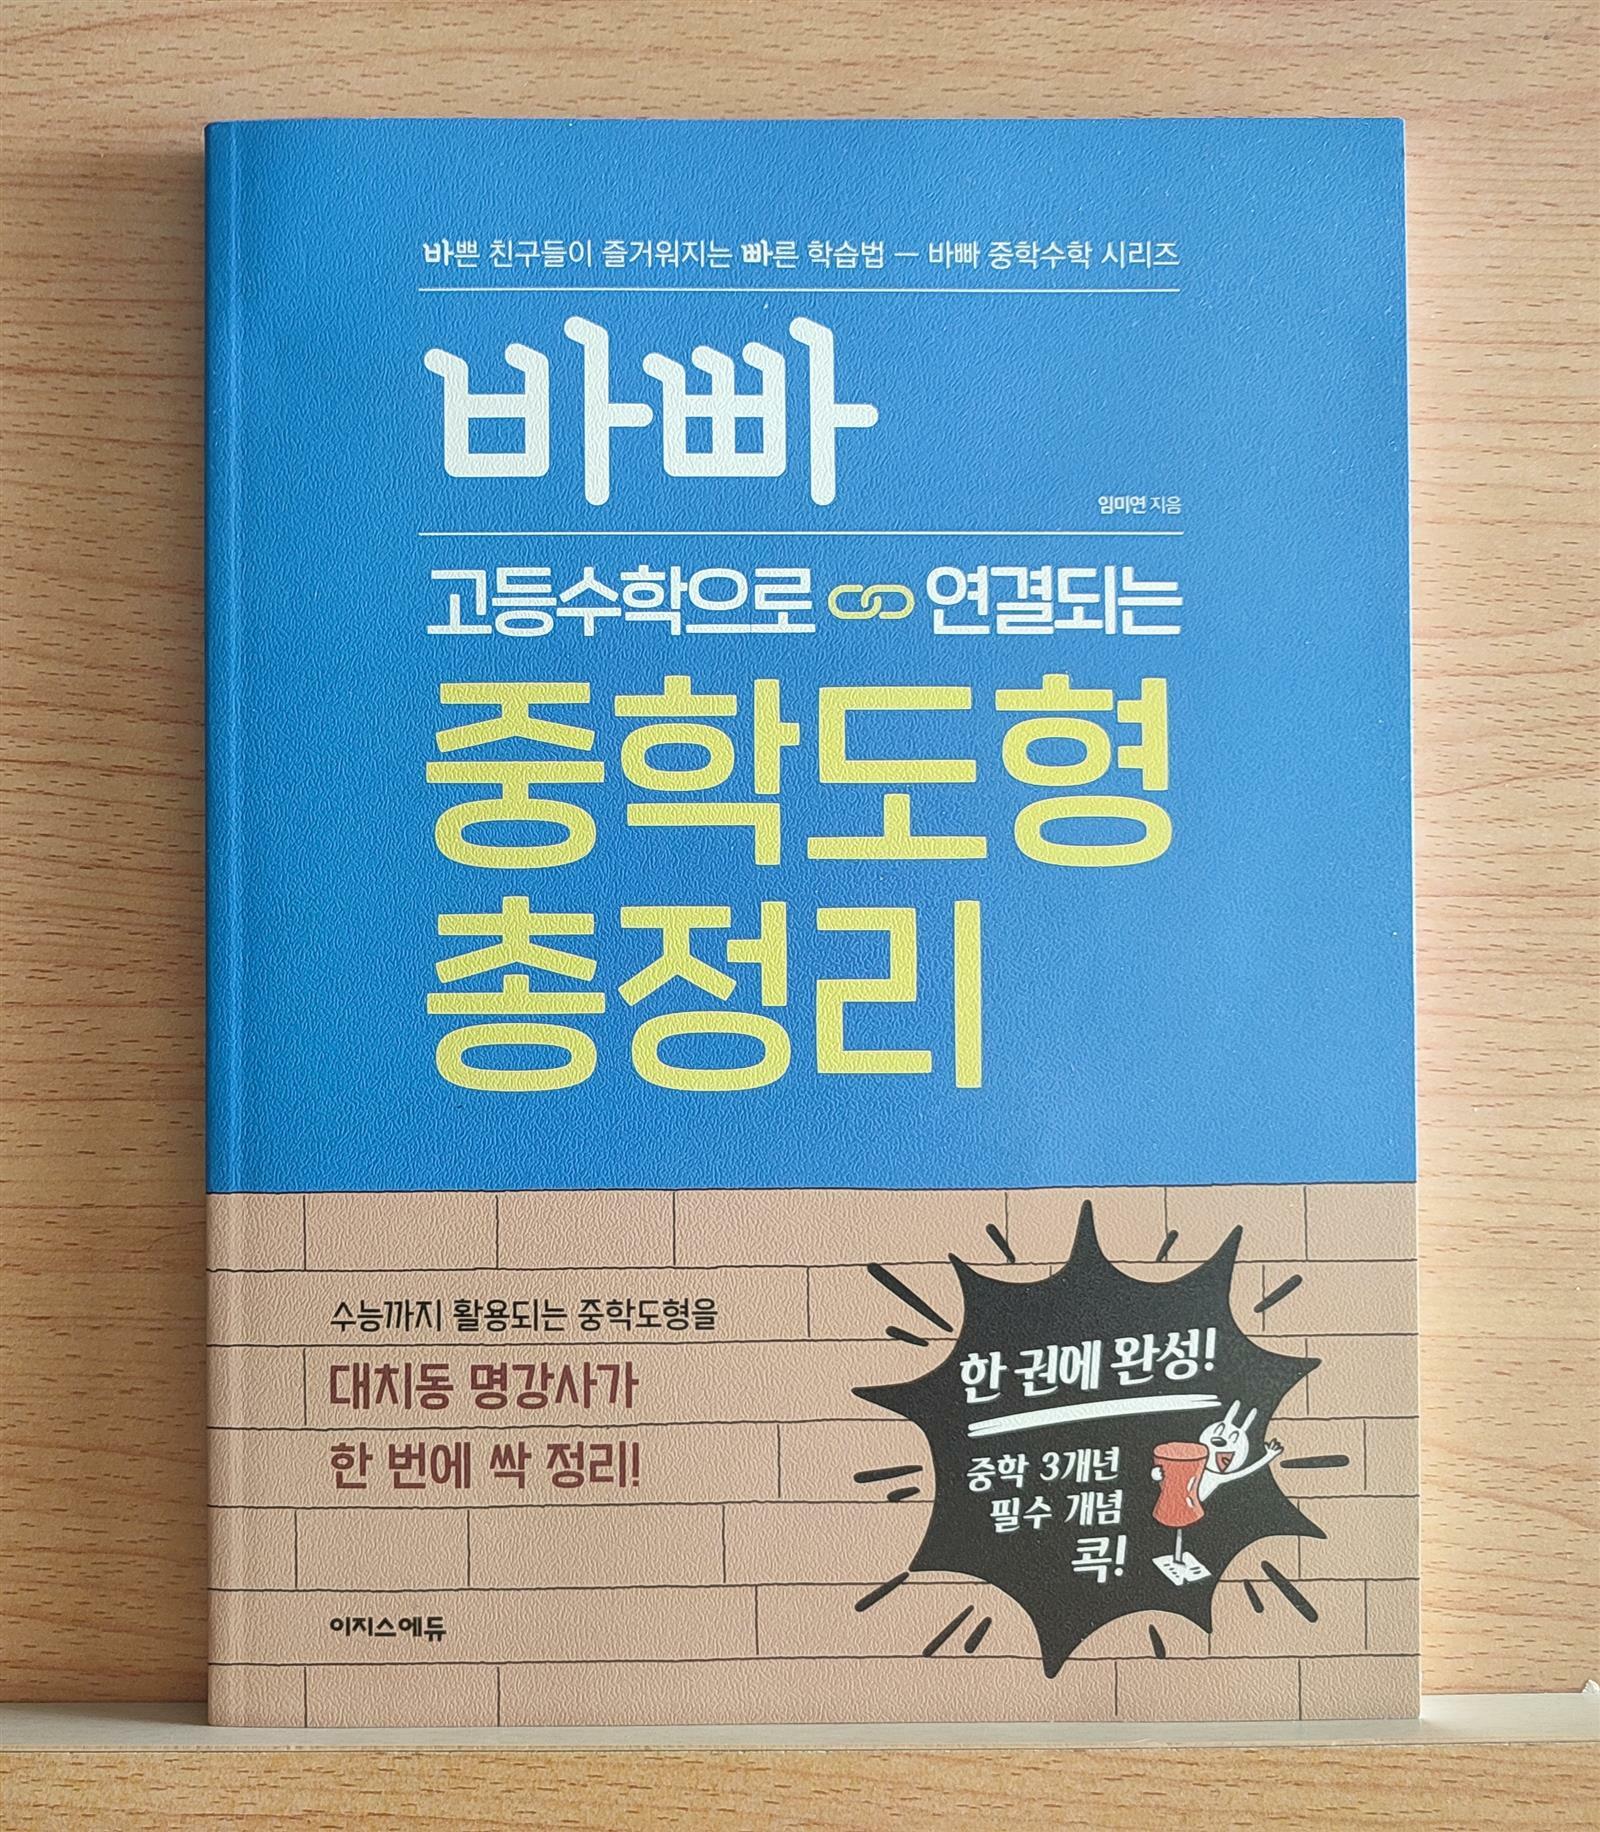 바쁜 친구들이 즐거워지는 빠른 학습법 — 바빠 중학수학 시리즈
바빠
임미연 지음
고등수학으로 연결되는
중학도형
총정리
수능까지 활용되는 중학도형을
대치동 명강사가
한 번에 싹 정리!
한 권에 완성!
중학 3개년
필수 개념
콕!
이지스에듀